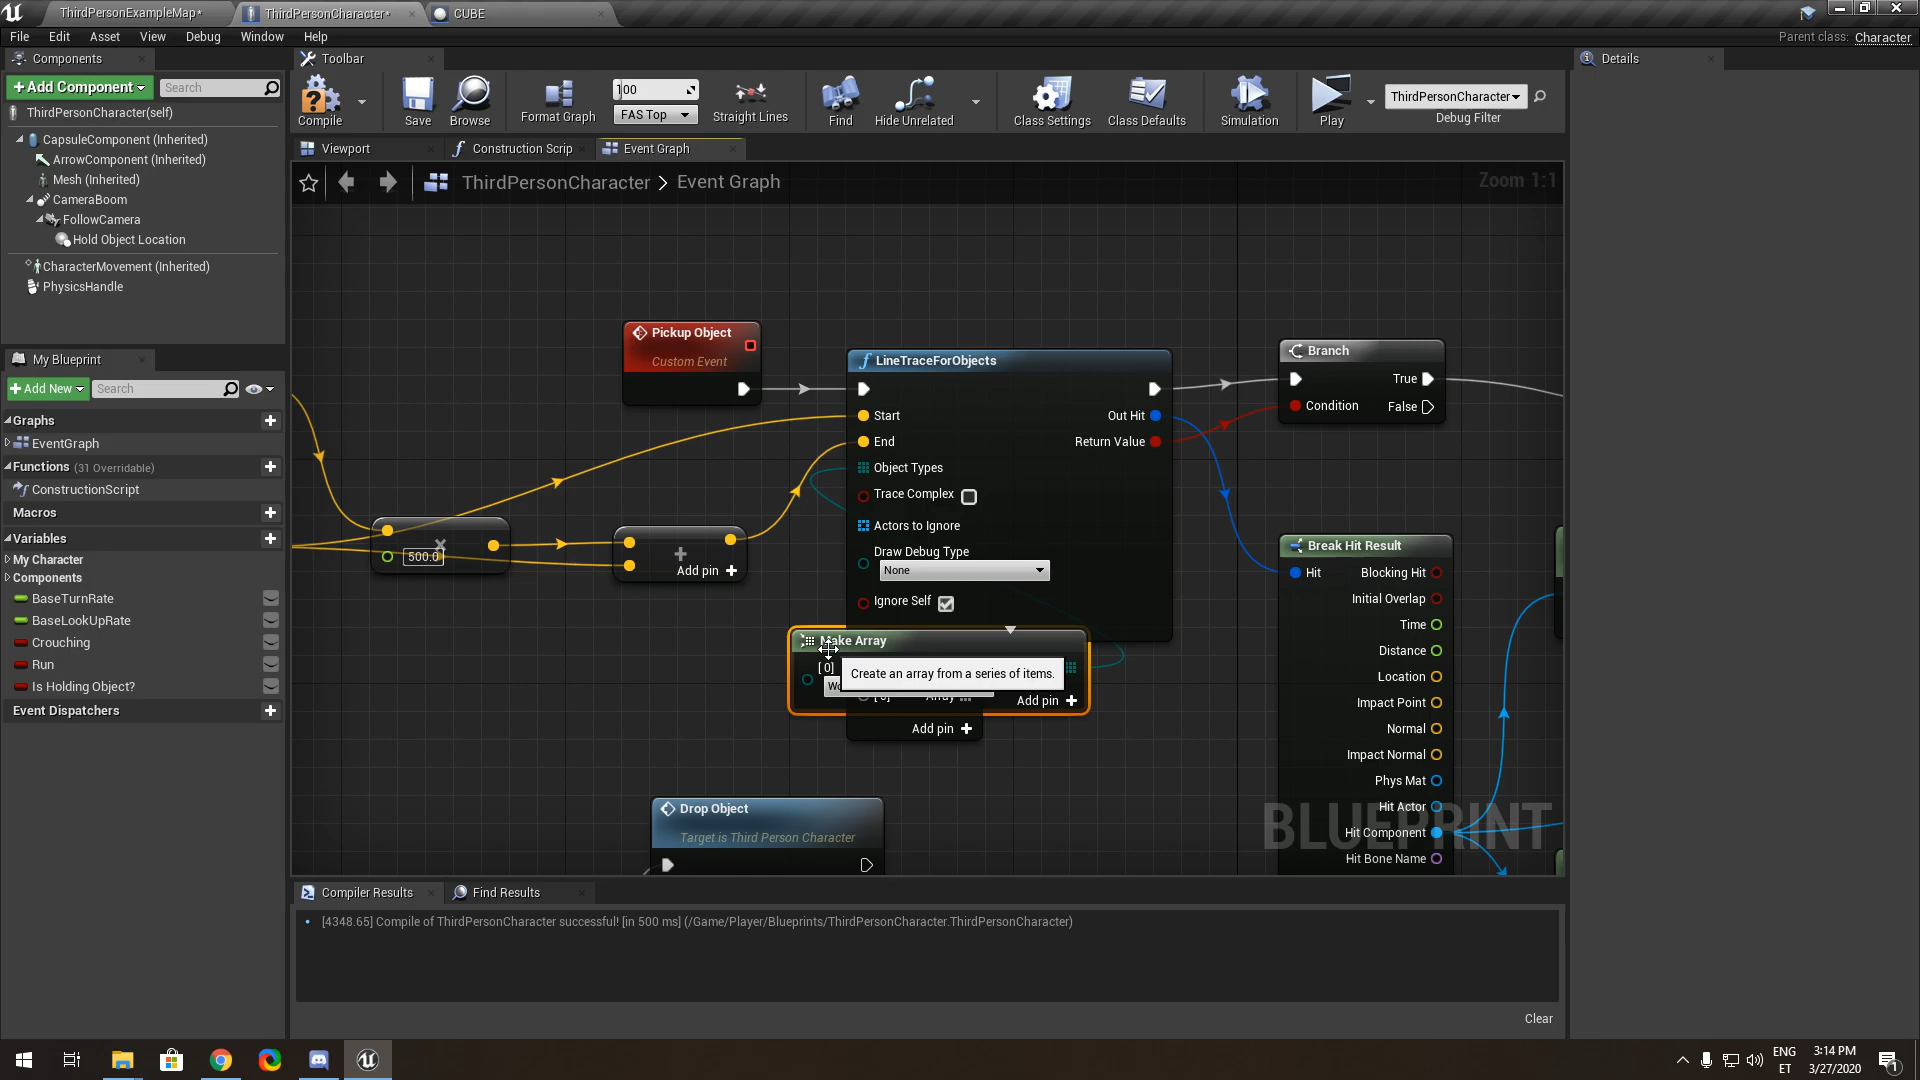 ThirdPersonExampleMap*
ThirdPersonCharacter*
CUBE
File Edit Asset View Debug Window Help
Parent class: Character
Components
Toolbar
Details
+ Add Component
Search
ThirdPersonCharacter(self)
CapsuleComponent (Inherited)
ArrowComponent (Inherited)
Mesh (Inherited)
CameraBoom
FollowCamera
Hold Object Location
CharacterMovement (Inherited)
PhysicsHandle
Compile
Save
Browse
Format Graph
100
FAS Top
Straight Lines
Find
Hide Unrelated
Class Settings
Class Defaults
Simulation
Play
ThirdPersonCharacter
Debug Filter
Viewport
Construction Scrip
Event Graph
ThirdPersonCharacter > Event Graph
Zoom 1:1
My Blueprint
+ Add New
Search
Graphs
EventGraph
Functions (31 Overridable)
ConstructionScript
Macros
Variables
My Character
Components
BaseTurnRate
BaseLookUpRate
Crouching
Run
Is Holding Object?
Event Dispatchers
Pickup Object
Custom Event
LineTraceForObjects
Start
Out Hit
End
Return Value
Object Types
Trace Complex
Actors to Ignore
Draw Debug Type
None
Ignore Self
500.0
Add pin +
Branch
True
Condition
False
Break Hit Result
Hit
Blocking Hit
Initial Overlap
Time
Distance
Location
Impact Point
Normal
Impact Normal
Phys Mat
Hit Actor
Hit Component
Hit Bone Name
Make Array
[0]
Create an array from a series of items.
Add pin +
Add pin +
Drop Object
Target is Third Person Character
BLUEPRINT
Compiler Results
Find Results
[4348.65] Compile of ThirdPersonCharacter successful! [in 500 ms] (/Game/Player/Blueprints/ThirdPersonCharacter.ThirdPersonCharacter)
Clear
ENG
ET
3:14 PM
3/27/2020
1